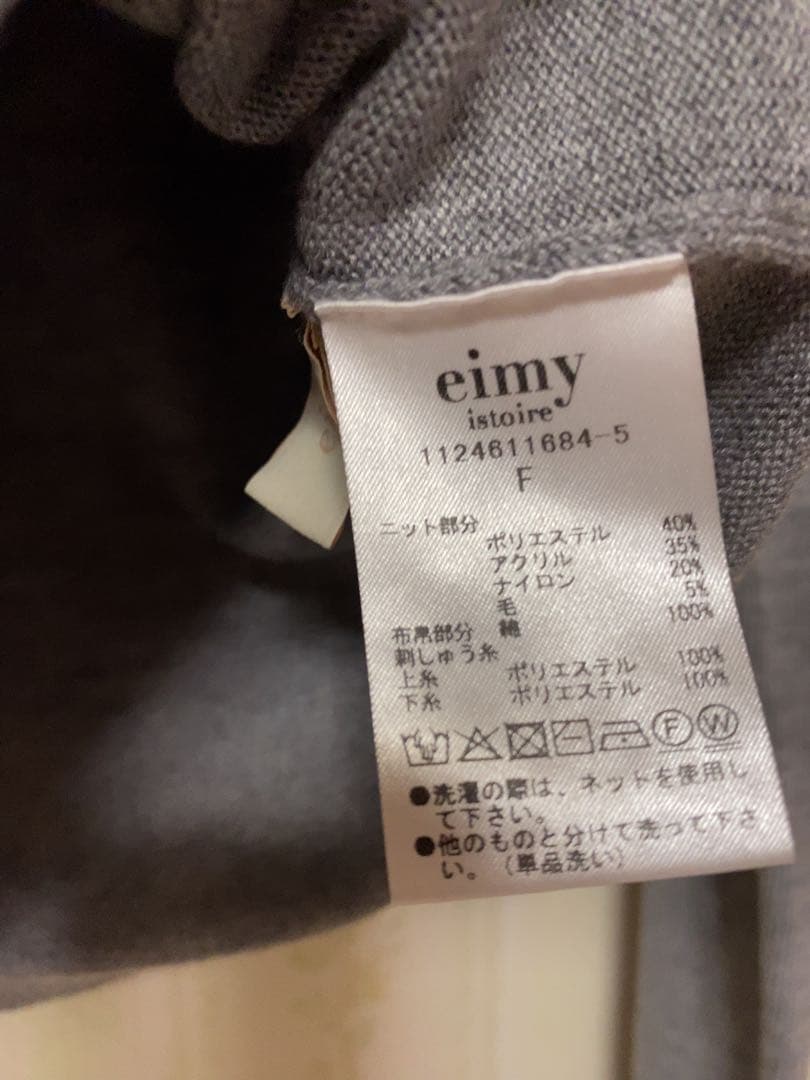 eimy
istoire
1124611684-5
F
ニット部分
ポリエステル 40%
アクリル 35%
ナイロン 20%
毛 5%
布帛部分 綿 100%
刺しゅう糸
上糸 ポリエステル 100%
下糸 ポリエステル 100%
F W
●洗濯の際は、ネットを使用し
て下さい。
●他のものと分けて洗って下さ
い。(単品洗い)